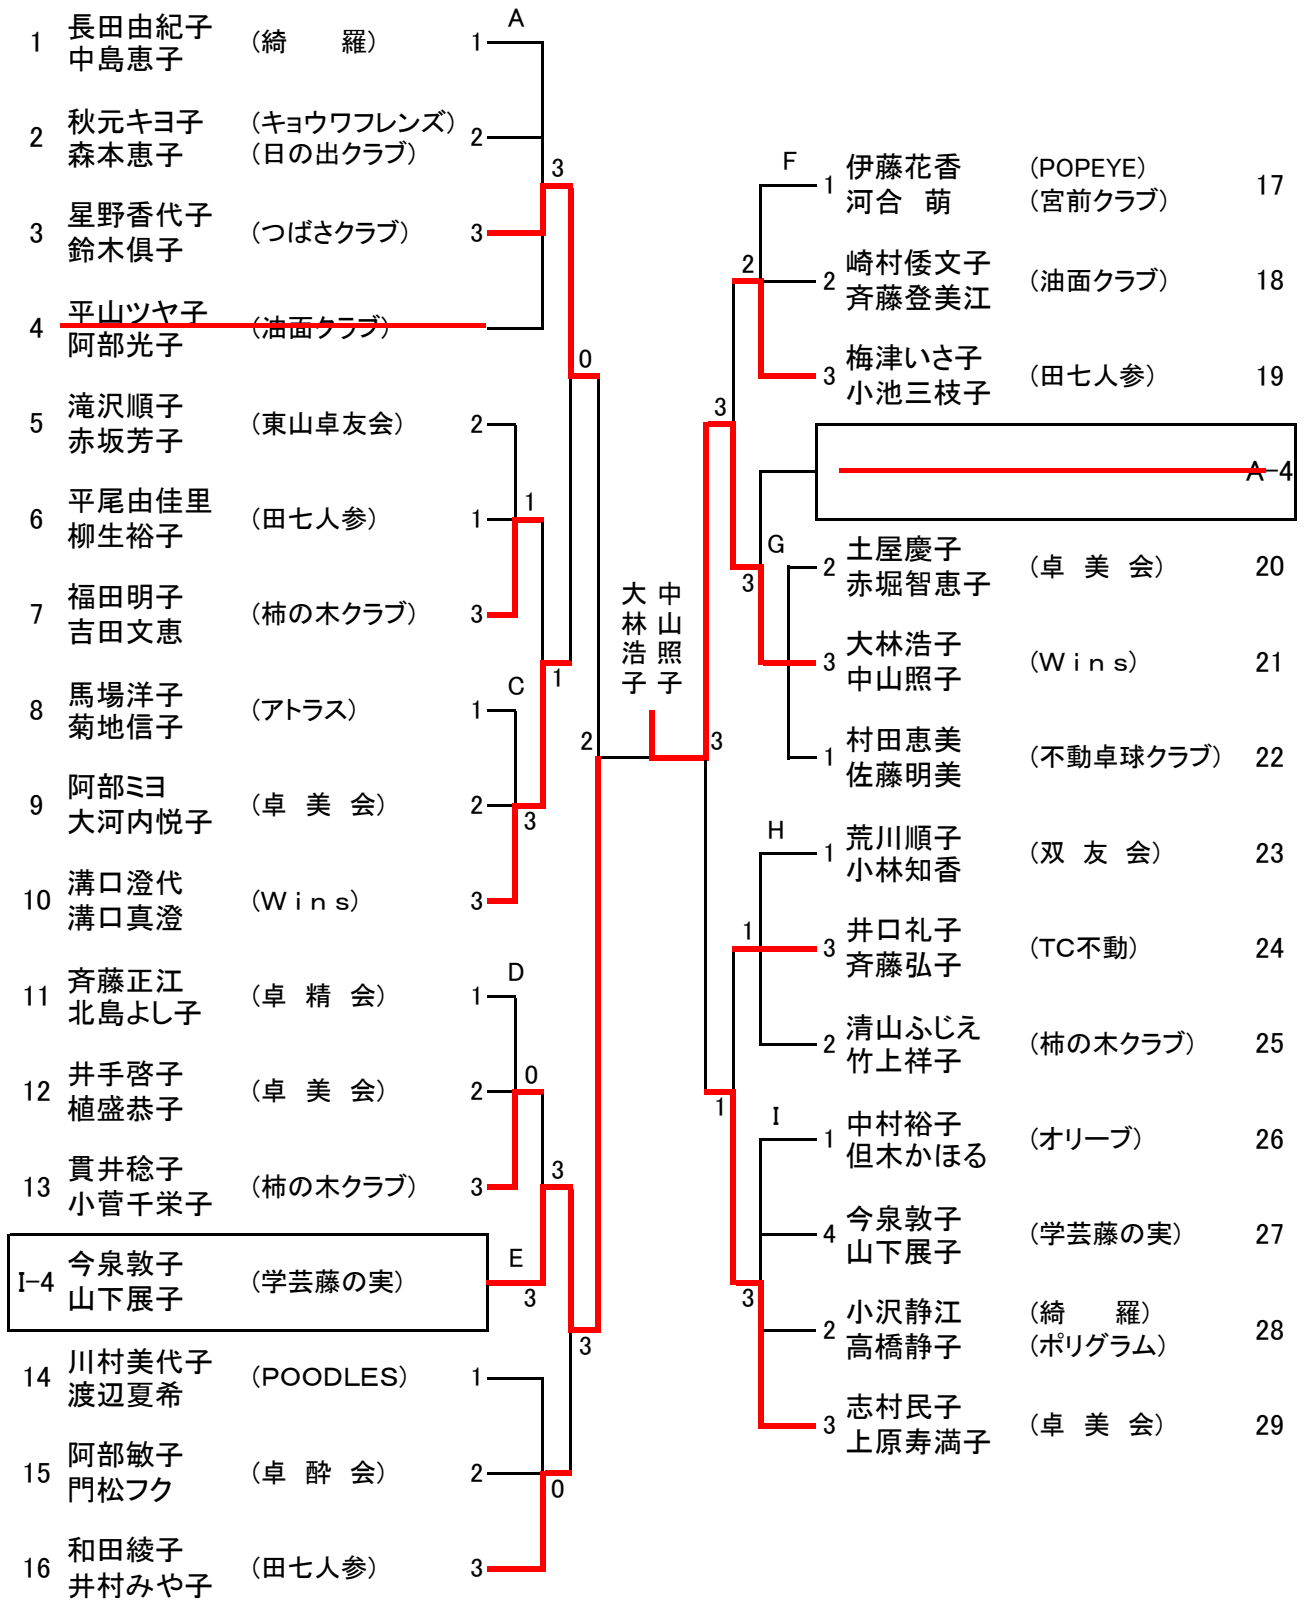 A
1 長田由紀子 (綺　羅) 1
中島恵子
2 秋元キヨ子 (キョウワフレンズ) 2
森本恵子 (日の出クラブ)
3
3 星野香代子 (つばさクラブ) 3
鈴木俱子
4 平山ツヤ子 (油面クラブ)
阿部光子
0
5 滝沢順子 (東山卓友会) 2
赤坂芳子
6 平尾由佳里 (田七人参) 1 1
柳生裕子
7 福田明子 (柿の木クラブ) 3
吉田文恵
1
C
8 馬場洋子 (アトラス) 1
菊地信子
2
9 阿部ミヨ (卓 美 会) 2 3
大河内悦子
10 溝口澄代 (Wins) 3
溝口真澄
D
11 斉藤正江 (卓 精 会) 1
北島よし子
0
12 井手啓子 (卓 美 会) 2
植盛恭子
3
13 貫井稔子 (柿の木クラブ) 3
小菅千栄子
E
I-4 今泉敦子 (学芸藤の実) 3
山下展子
3
14 川村美代子 (POODLES) 1
渡辺夏希
15 阿部敏子 (卓 酔 会) 2 0
門松フク
16 和田綾子 (田七人参) 3
井村みや子
大林浩子
中山照子
F
1 伊藤花香 (POPEYE) 17
河合 萌 (宮前クラブ)
2
2 崎村倭文子 (油面クラブ) 18
斉藤登美江
3 梅津いさ子 (田七人参) 19
小池三枝子
3
A-4
G
2 土屋慶子 (卓 美 会) 20
赤堀智恵子
3
3 大林浩子 (Wins) 21
中山照子
3
1 村田恵美 (不動卓球クラブ) 22
佐藤明美
H
1 荒川順子 (双 友 会) 23
小林知香
1
3 井口礼子 (TC不動) 24
斉藤弘子
2 清山ふじえ (柿の木クラブ) 25
竹上祥子
1
I
1 中村裕子 (オリーブ) 26
但木かほる
4 今泉敦子 (学芸藤の実) 27
山下展子
3
2 小沢静江 (綺　羅) 28
高橋静子 (ポリグラム)
3 志村民子 (卓 美 会) 29
上原寿満子